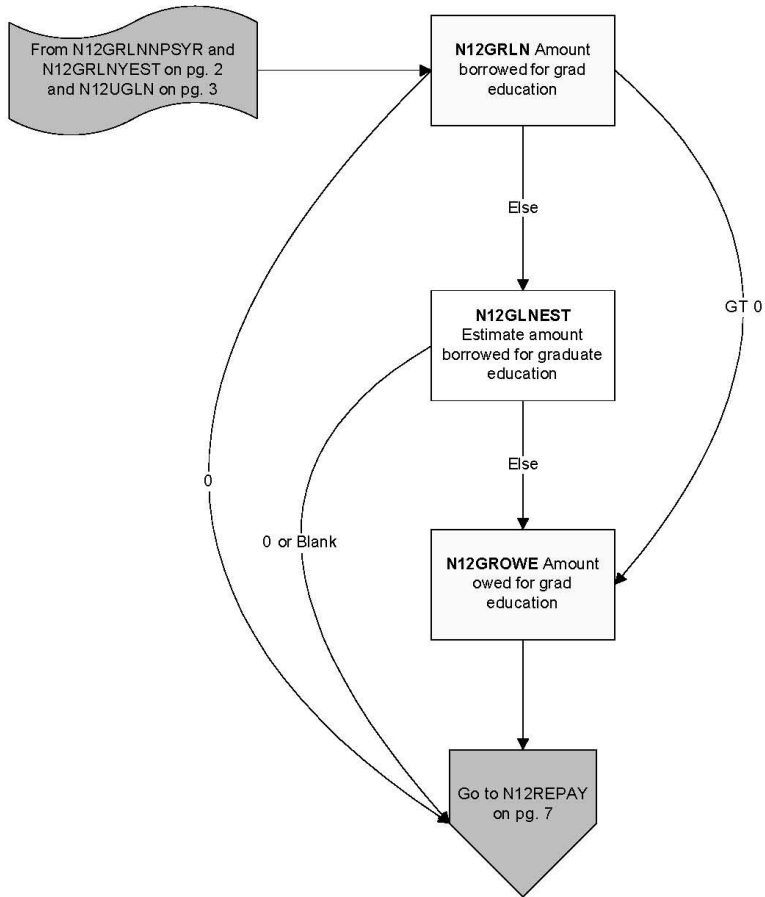 From N12GRLNNPSYR and
N12GRLNYEST on pg. 2
and N12UGLN on pg. 3
N12GRLN Amount
borrowed for grad
education
Else
GT 0
N12GLNEST
Estimate amount
borrowed for graduate
education
Else
0
0 or Blank
N12GROWE Amount
owed for grad
education
Go to N12REPAY
on pg. 7